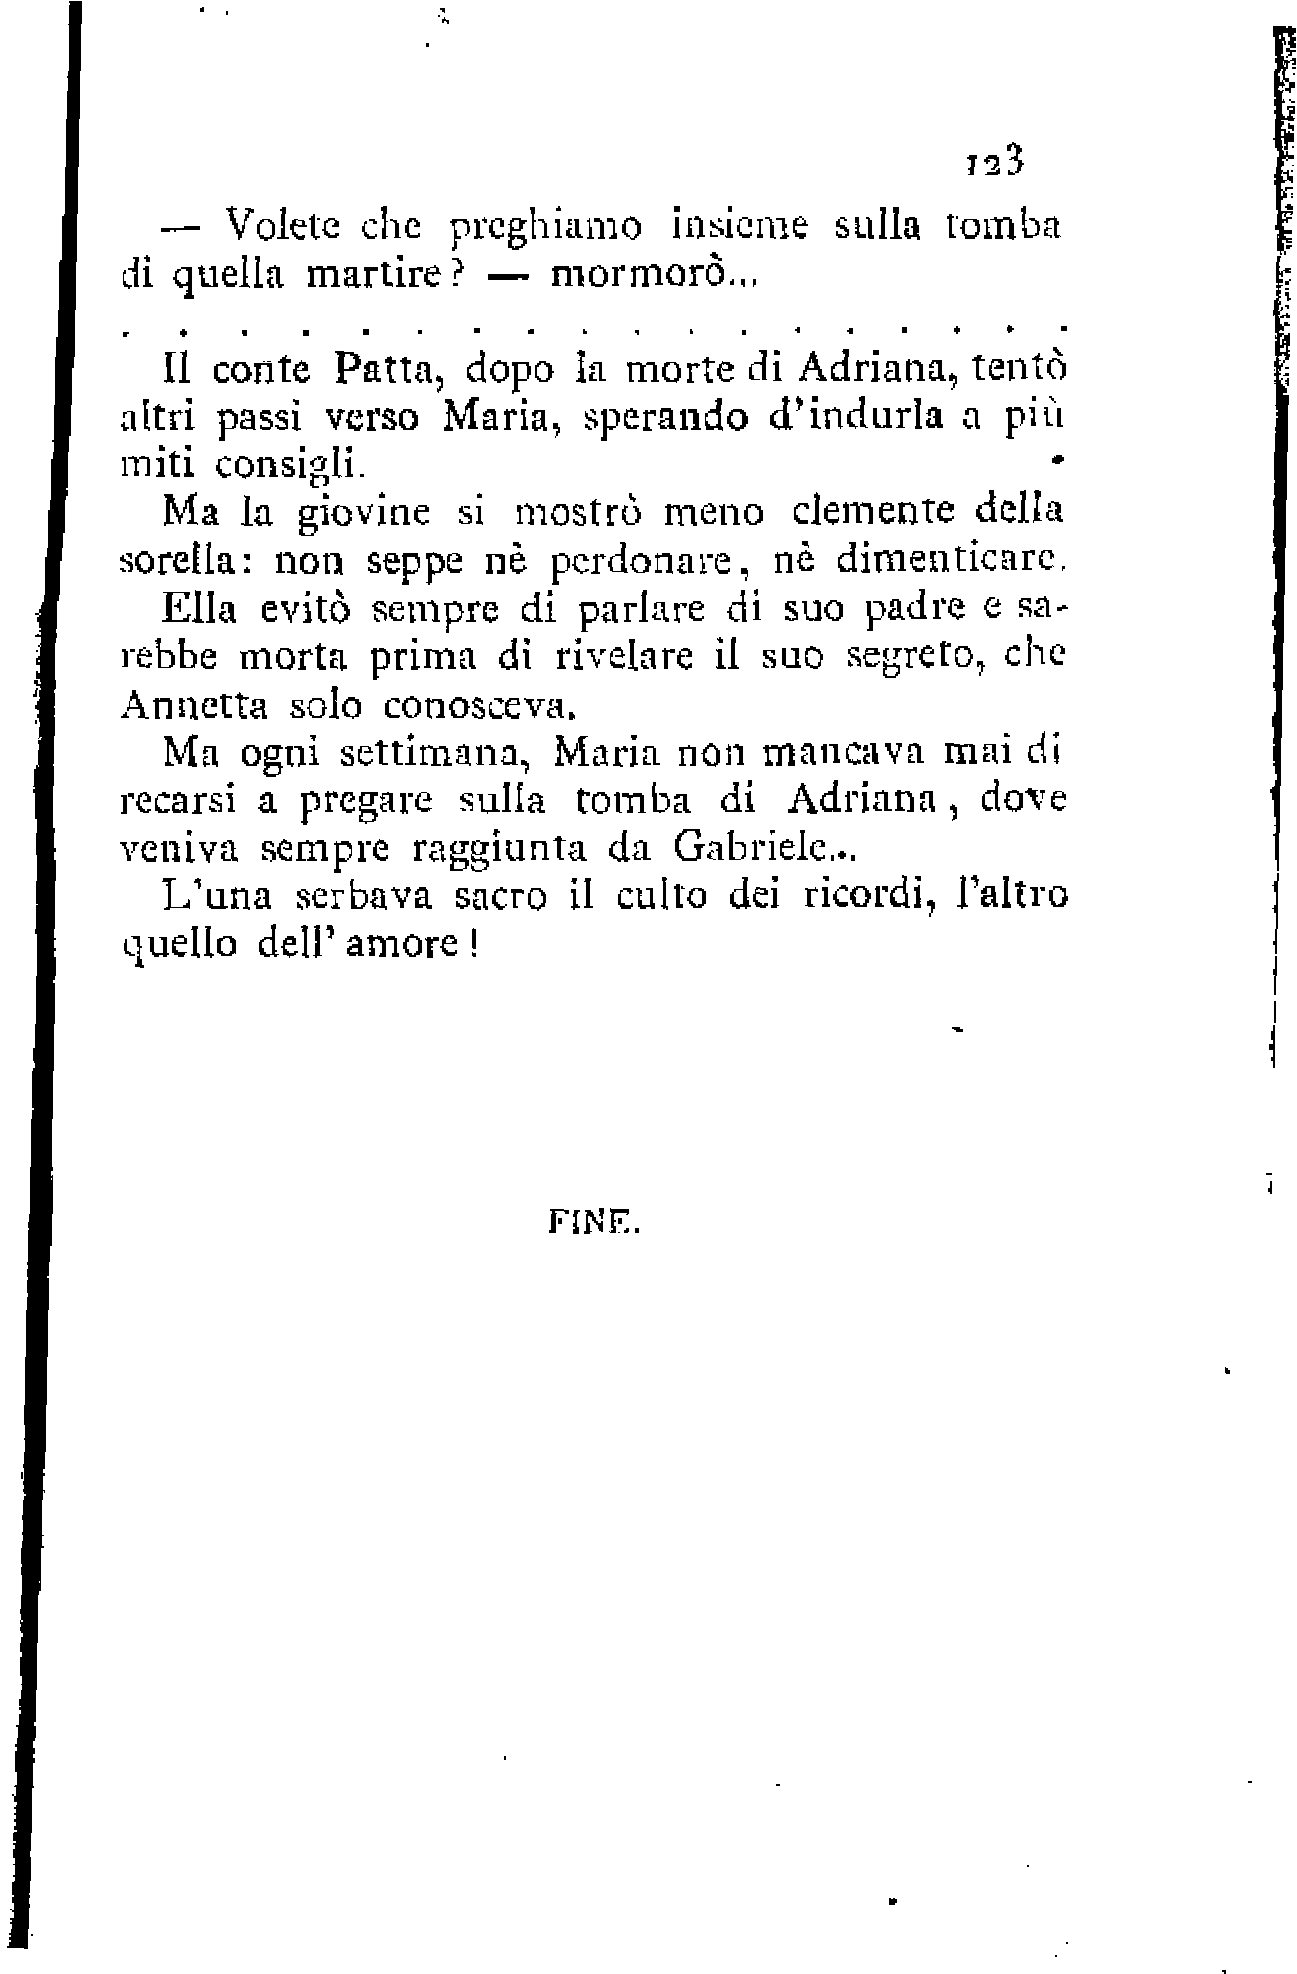 123
— Volete che preghiamo insieme sulla tomba
di quella martire? — mormorò...
. . . . . . . . . . . . . . . . .
Il conte Patta, dopo la morte di Adriana, tentò
altri passi verso Maria, sperando d'indurla a più
miti consigli.
Ma la giovine si mostrò meno clemente della
sorella: non seppe nè perdonare, nè dimenticare.
Ella evitò sempre di parlare di suo padre e sa-
rebbe morta prima di rivelare il suo segreto, che
Annetta solo conosceva.
Ma ogni settimana, Maria non mancava mai di
recarsi a pregare sulla tomba di Adriana, dove
veniva sempre raggiunta da Gabriele...
L'una serbava sacro il culto dei ricordi, l'altro
quello dell' amore!
FINE.